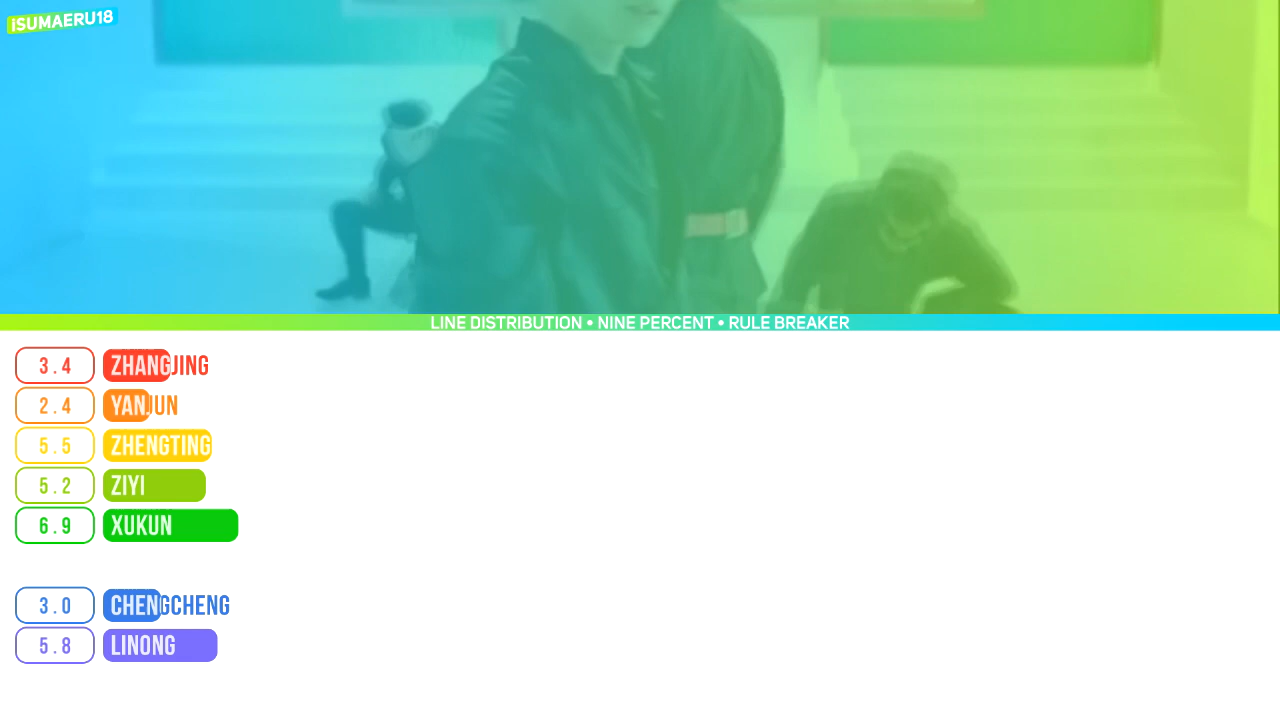 ISUMAERU18
LINE DISTRIBUTION • NINE PERCENT • RULE BREAKER
3.4 ZHANGJING
2.4 YANJUN
5.5 ZHENGTING
5.2 ZIYI
6.9 XUKUN
3.0 CHENGCHENG
5.8 LINONG